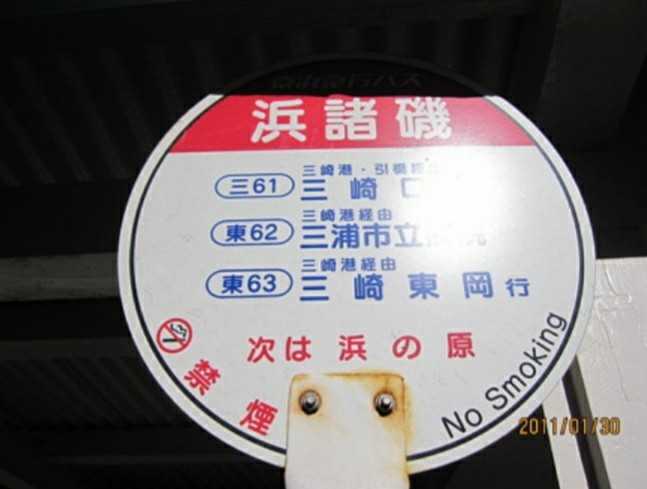 浜諸磯
三崎港・引橋経
三61 三崎口
三崎港経由
東62 三浦市立病院
三崎港経由
東63 三崎東岡行
次は浜の原
禁煙
No Smoking
2011/01/30